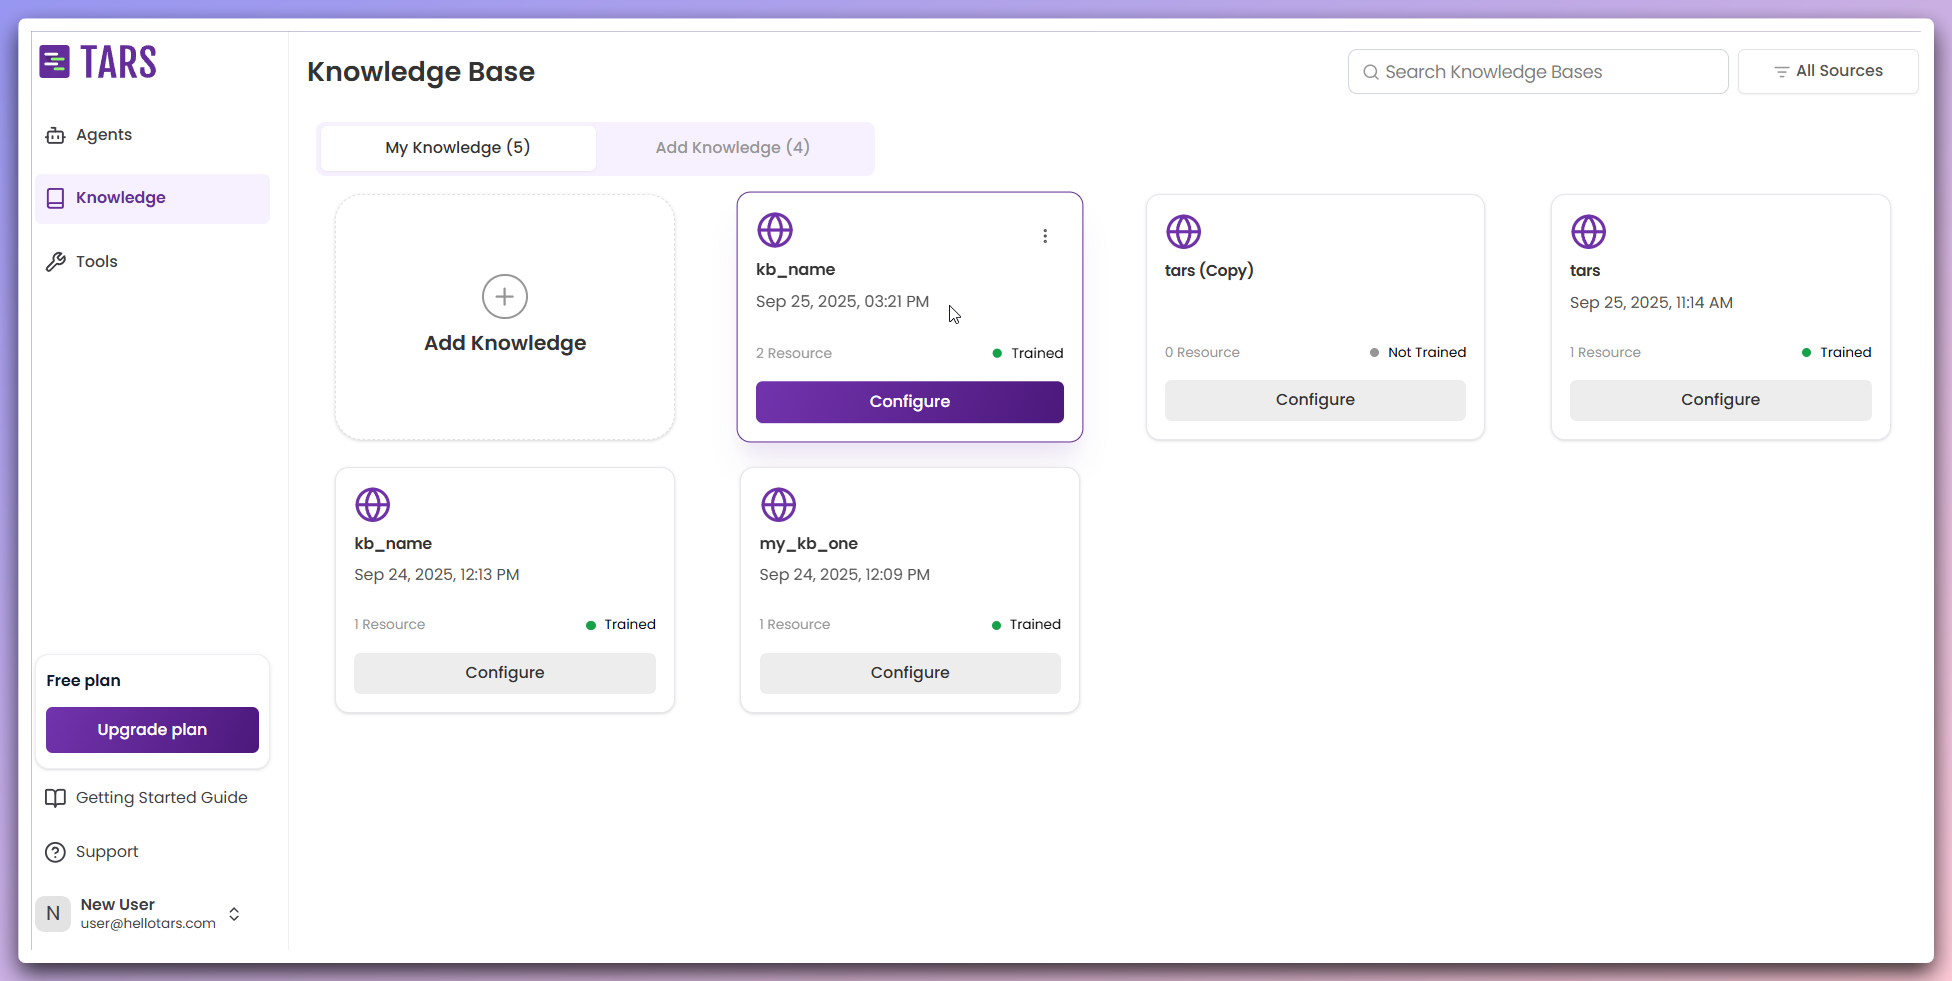 TARS
Agents
Knowledge
Tools
Free plan
Upgrade plan
Getting Started Guide
Support
N
New User
user@hellotars.com
Knowledge Base
Search Knowledge Bases
All Sources
My Knowledge (5)
Add Knowledge (4)
Add Knowledge
kb_name
Sep 25, 2025, 03:21 PM
2 Resource
Trained
Configure
tars (Copy)
0 Resource
Not Trained
Configure
tars
Sep 25, 2025, 11:14 AM
1 Resource
Trained
Configure
kb_name
Sep 24, 2025, 12:13 PM
1 Resource
Trained
Configure
my_kb_one
Sep 24, 2025, 12:09 PM
1 Resource
Trained
Configure